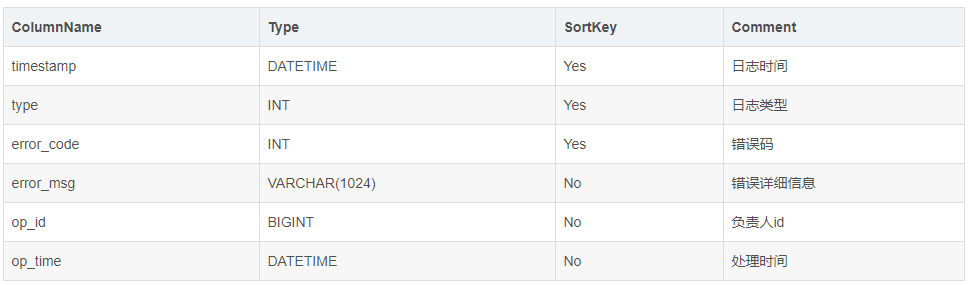 ColumnName Type SortKey Comment
timestamp DATETIME Yes 日志时间
type INT Yes 日志类型
error_code INT Yes 错误码
error_msg VARCHAR(1024) No 错误详细信息
op_id BIGINT No 负责人id
op_time DATETIME No 处理时间